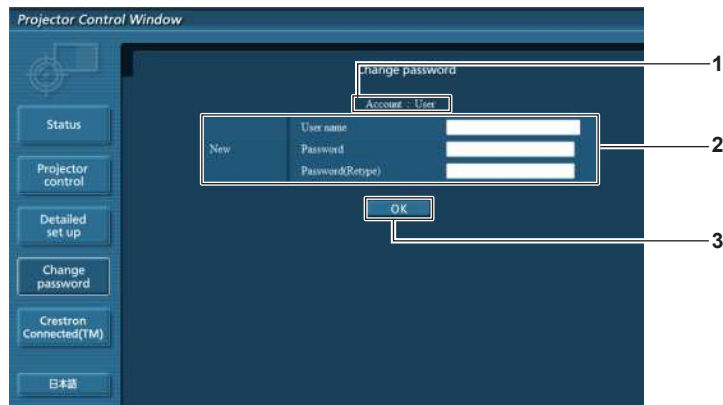 Projector Control Window
Change password
1
Account : User
Status
User name
New
Password
2
Password(Retype)
Projector
control
OK
Detailed
set up
3
Change
password
Crestron
Connected(TM)
日本語